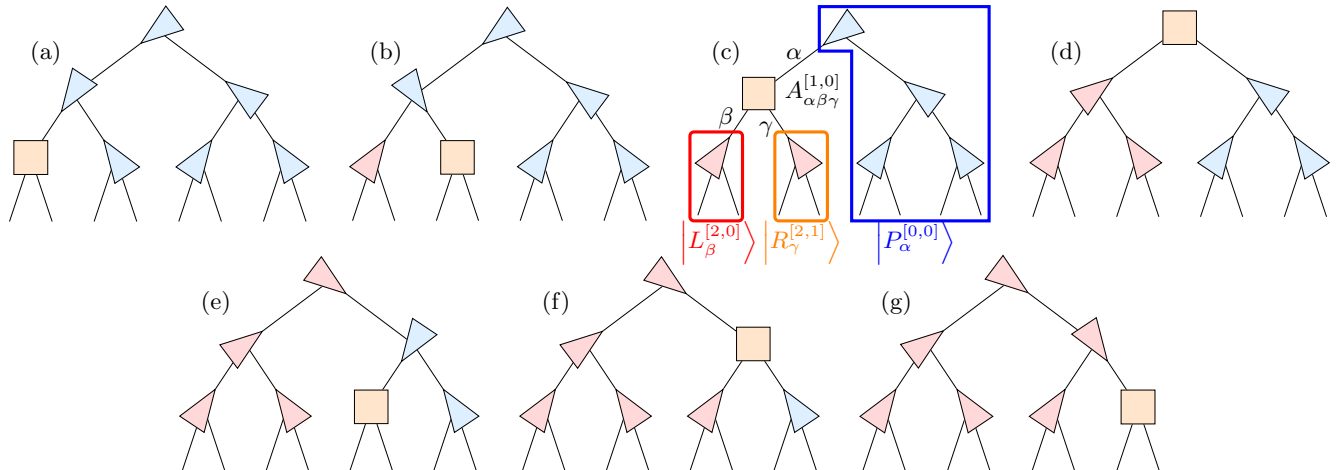 (a)
(b)
(c)
(d)
α
A^{[1,0]}_{αβγ}
β
γ
|L^{[2,0]}_β⟩ |R^{[2,1]}_γ⟩ |P^{[0,0]}_α⟩
(e)
(f)
(g)